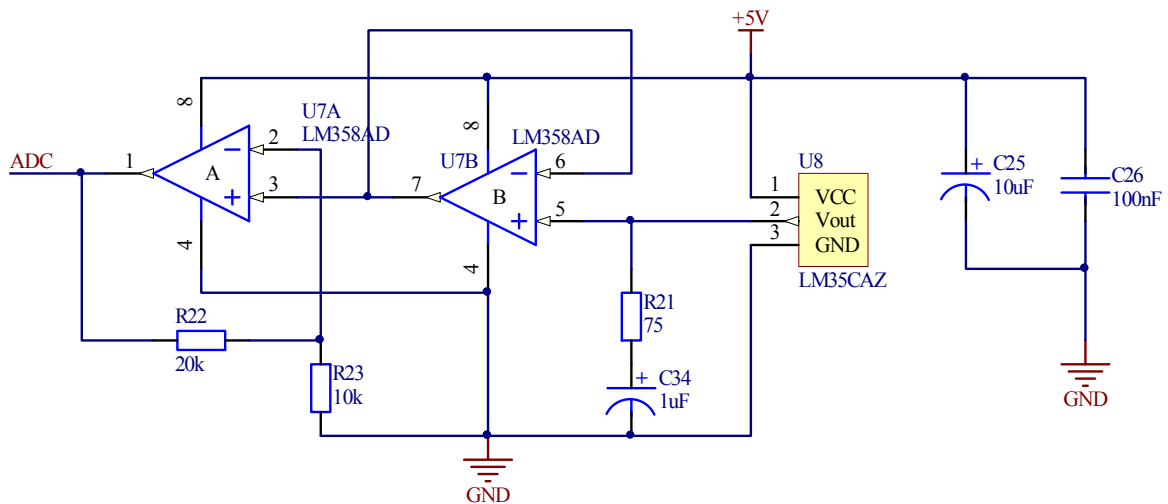 +5V
8
U7A
LM358AD
8
LM358AD
ADC
1
A
−
2
+
3
U7B
7
B
−
6
+
5
U8
1
VCC
2
Vout
3
GND
LM35CAZ
+
C25
10uF
C26
100nF
4
4
R22
20k
R23
10k
R21
75
+
C34
1uF
GND
GND